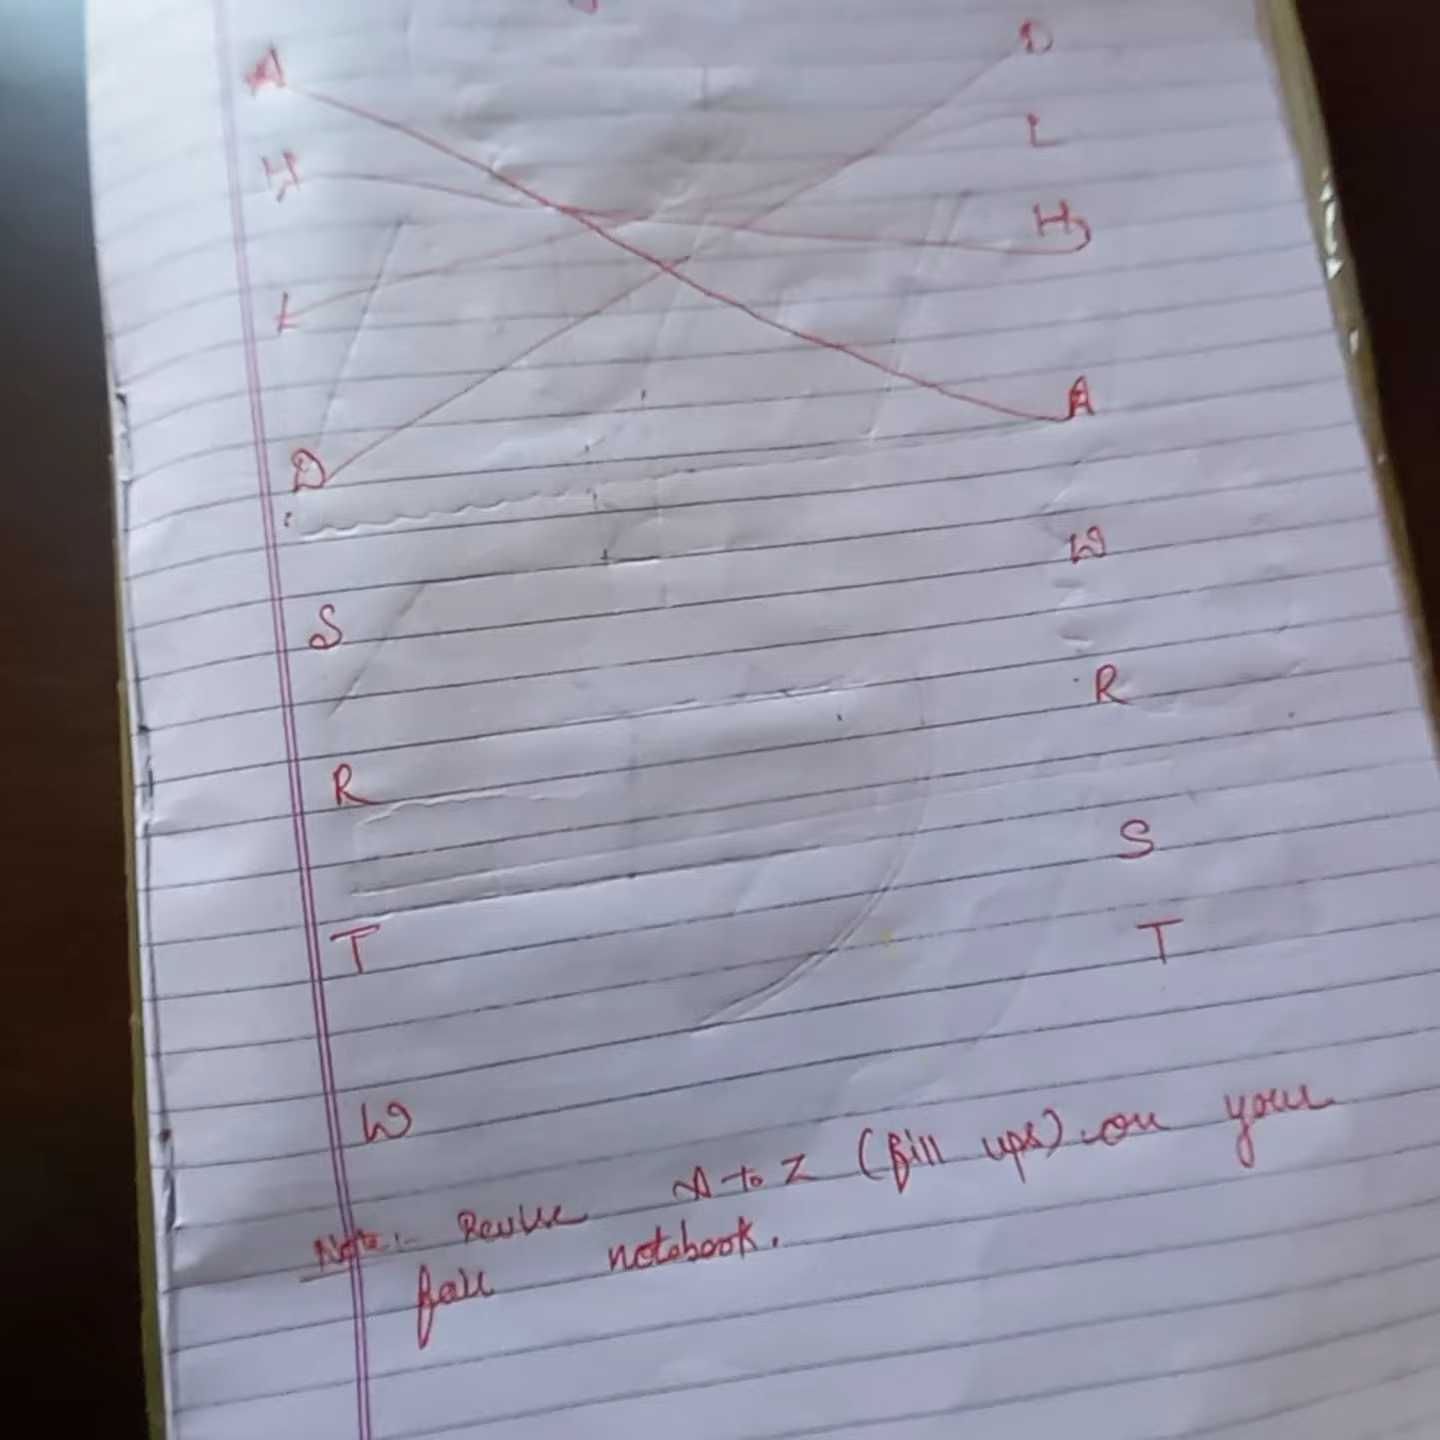 A D
H L
L H
D A
S W
R R
T S
W T
Note:- Revise A to Z (fill ups) on your
fair notebook.